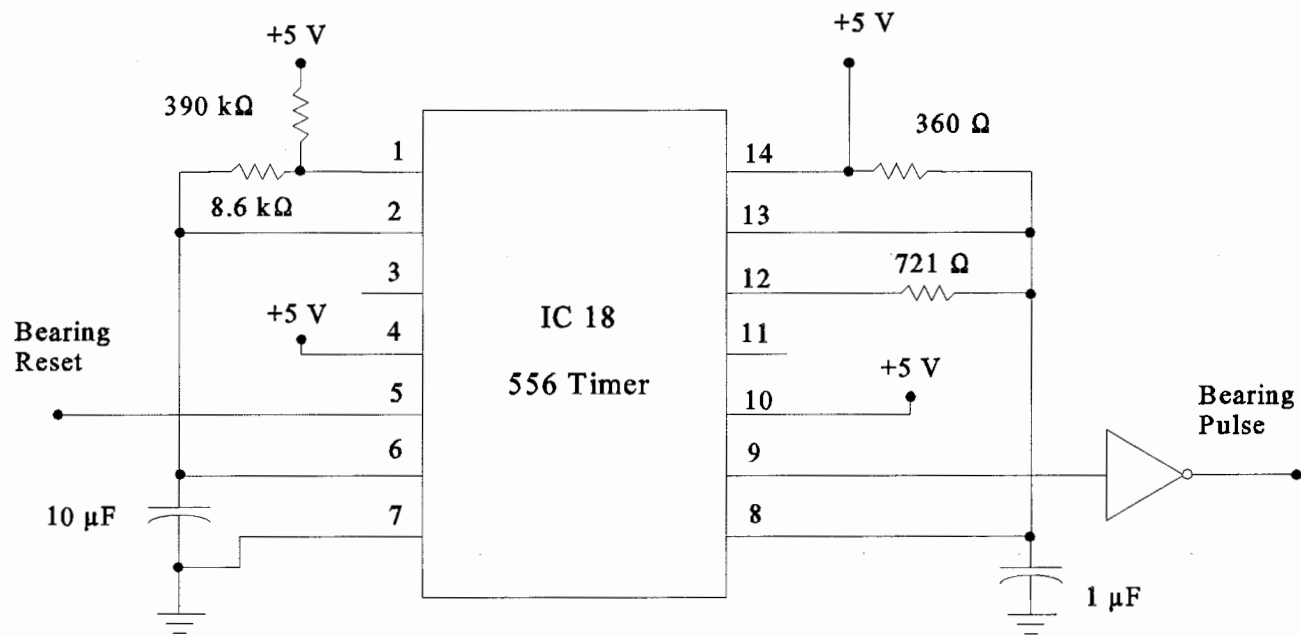 +5 V
+5 V
390 kΩ
360 Ω
1
14
8.6 kΩ
2
13
3
12
721 Ω
IC 18
+5 V
4
11
Bearing
Reset
556 Timer
+5 V
5
10
Bearing
Pulse
6
9
10 µF
7
8
1 µF